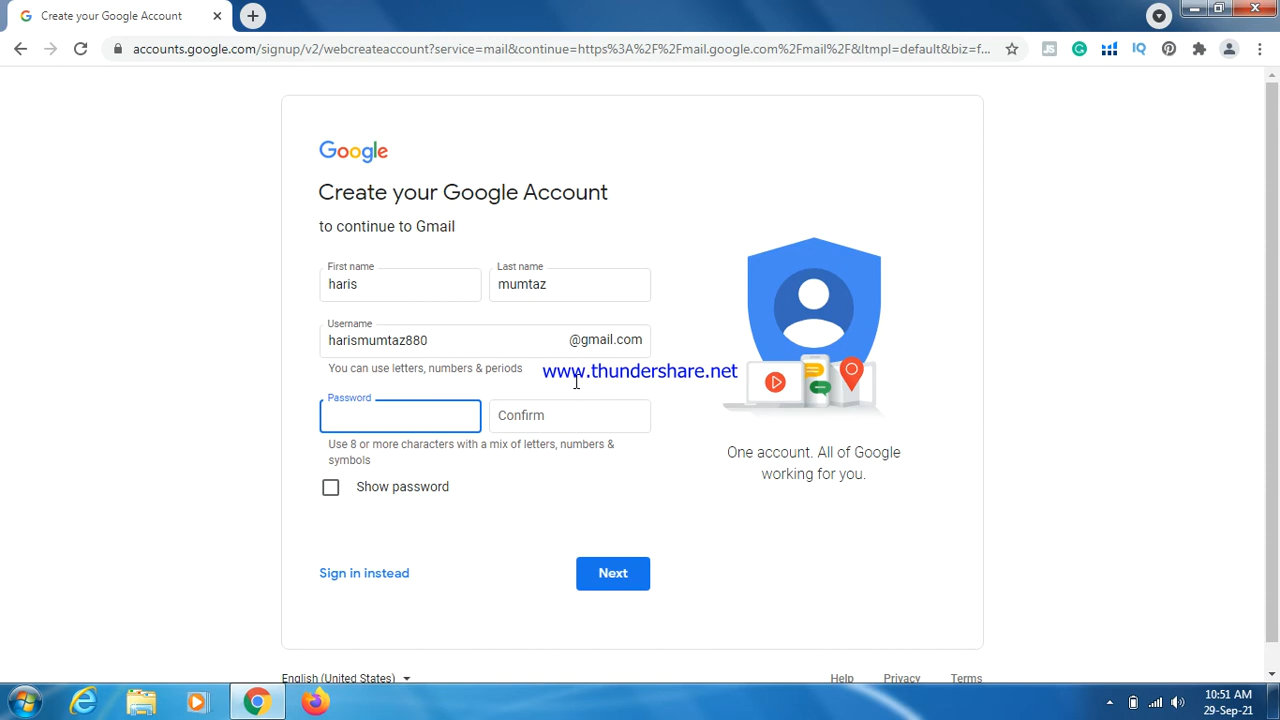 Create your Google Account
accounts.google.com/signup/v2/webcreateaccount?service=mail&continue=https%3A%2F%2Fmail.google.com%2Fmail%2F&ltmpl=default&biz=f...
JS
IQ
Google
Create your Google Account
to continue to Gmail
First name
Last name
haris
mumtaz
Username
harismumtaz880
@gmail.com
You can use letters, numbers & periods
www.thundershare.net
Password
Confirm
Use 8 or more characters with a mix of letters, numbers &
symbols
Show password
One account. All of Google
working for you.
Sign in instead
Next
English (United States)
Help
Privacy
Terms
10:51 AM
29-Sep-21